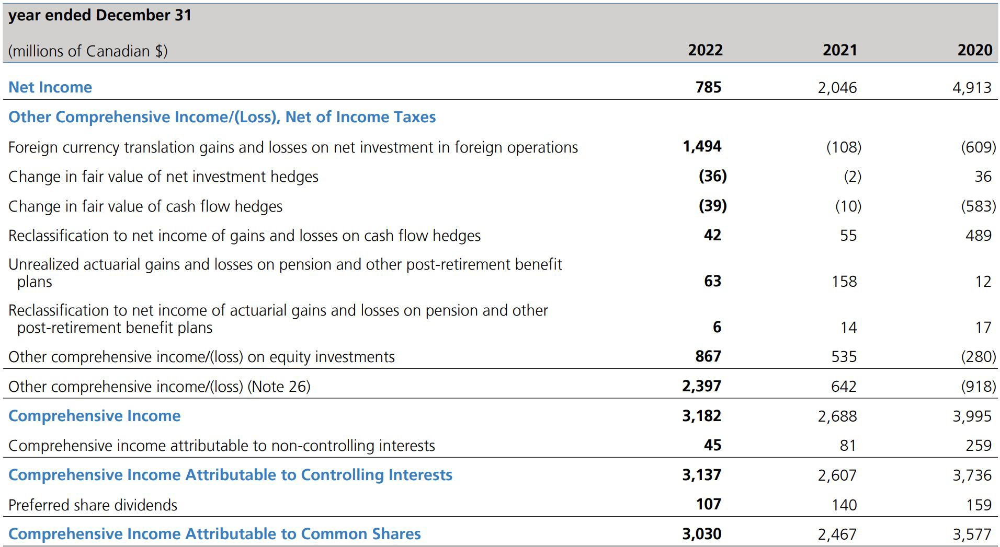 year ended December 31
(millions of Canadian $) 2022 2021 2020
Net Income 785 2,046 4,913
Other Comprehensive Income/(Loss), Net of Income Taxes
Foreign currency translation gains and losses on net investment in foreign operations 1,494 (108) (609)
Change in fair value of net investment hedges (36) (2) 36
Change in fair value of cash flow hedges (39) (10) (583)
Reclassification to net income of gains and losses on cash flow hedges 42 55 489
Unrealized actuarial gains and losses on pension and other post-retirement benefit
plans 63 158 12
Reclassification to net income of actuarial gains and losses on pension and other
post-retirement benefit plans 6 14 17
Other comprehensive income/(loss) on equity investments 867 535 (280)
Other comprehensive income/(loss) (Note 26) 2,397 642 (918)
Comprehensive Income 3,182 2,688 3,995
Comprehensive income attributable to non-controlling interests 45 81 259
Comprehensive Income Attributable to Controlling Interests 3,137 2,607 3,736
Preferred share dividends 107 140 159
Comprehensive Income Attributable to Common Shares 3,030 2,467 3,577